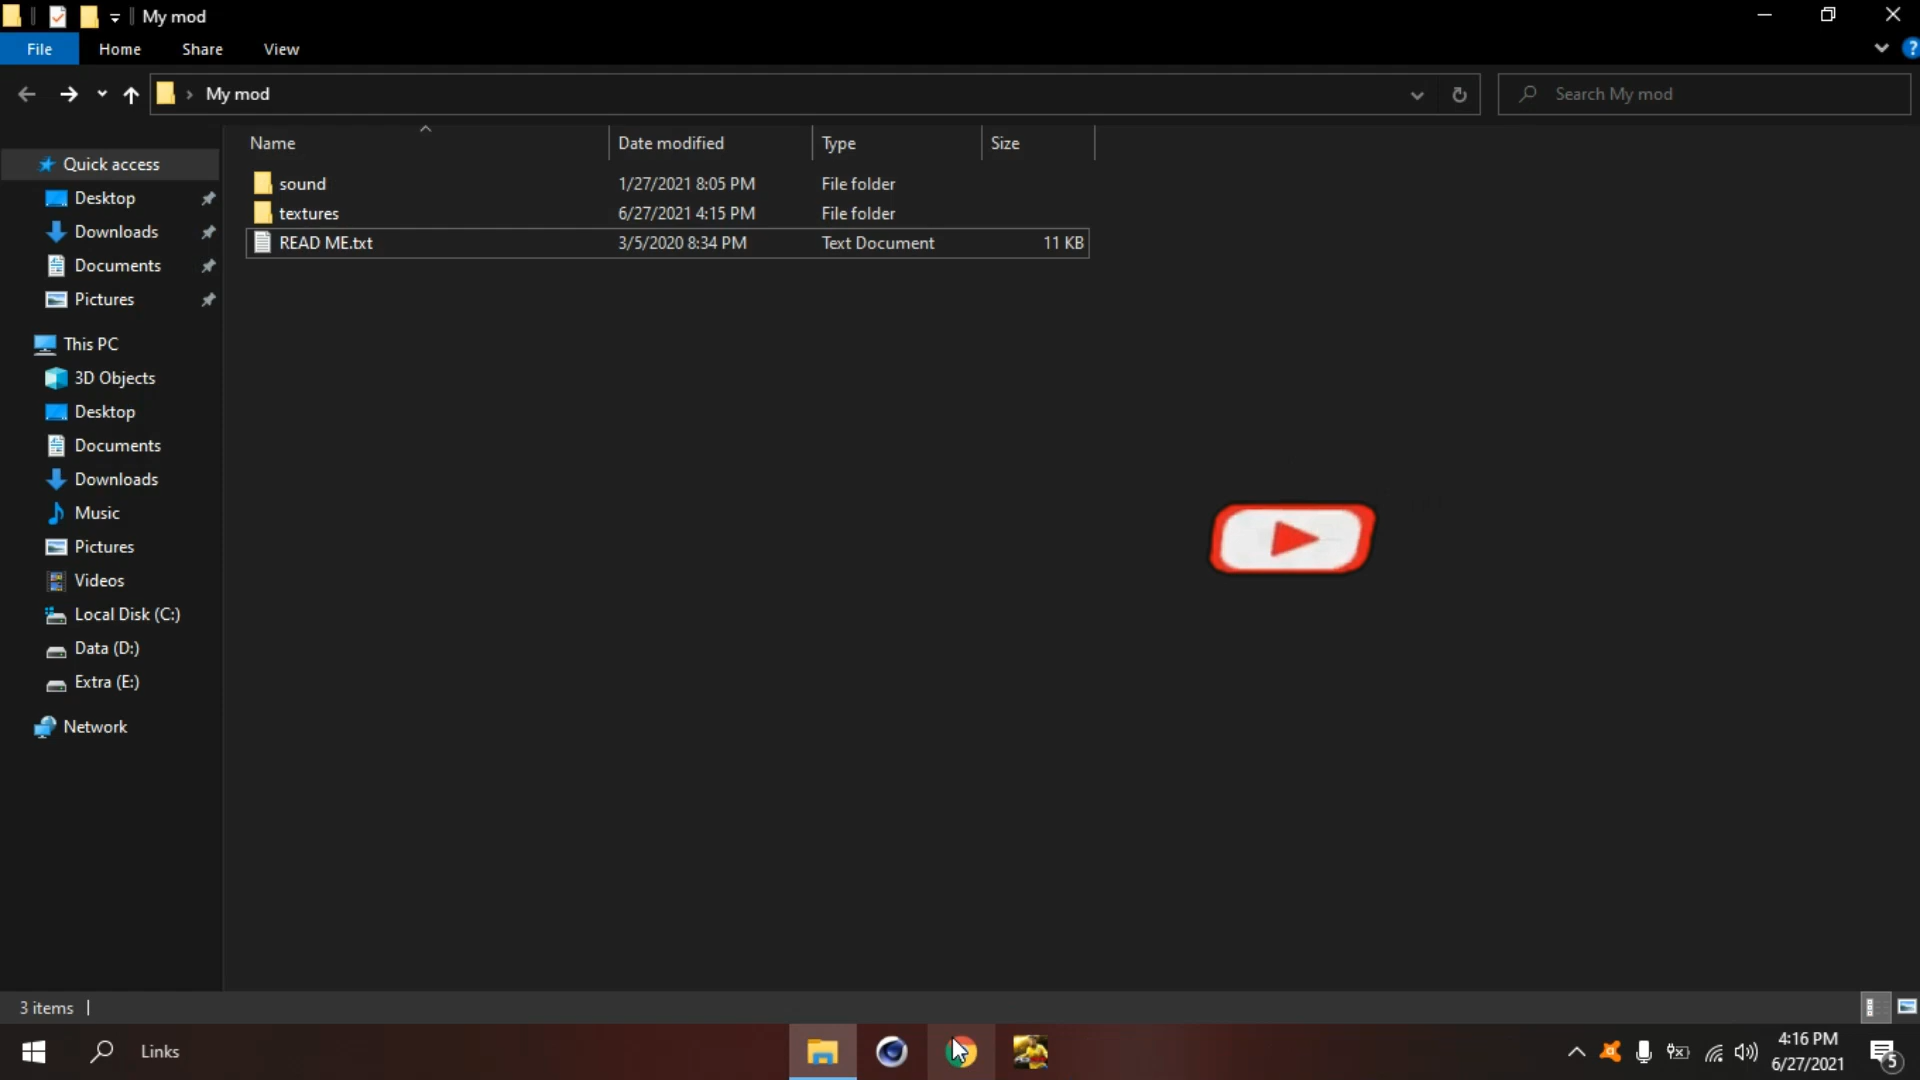 My mod
File Home Share View
My mod
Search My mod
Name Date modified Type Size
sound 1/27/2021 8:05 PM File folder
textures 6/27/2021 4:15 PM File folder
READ ME.txt 3/5/2020 8:34 PM Text Document 11 KB
Quick access
Desktop
Downloads
Documents
Pictures
This PC
3D Objects
Desktop
Documents
Downloads
Music
Pictures
Videos
Local Disk (C:)
Data (D:)
Extra (E:)
Network
3 items
Links
4:16 PM
6/27/2021
5